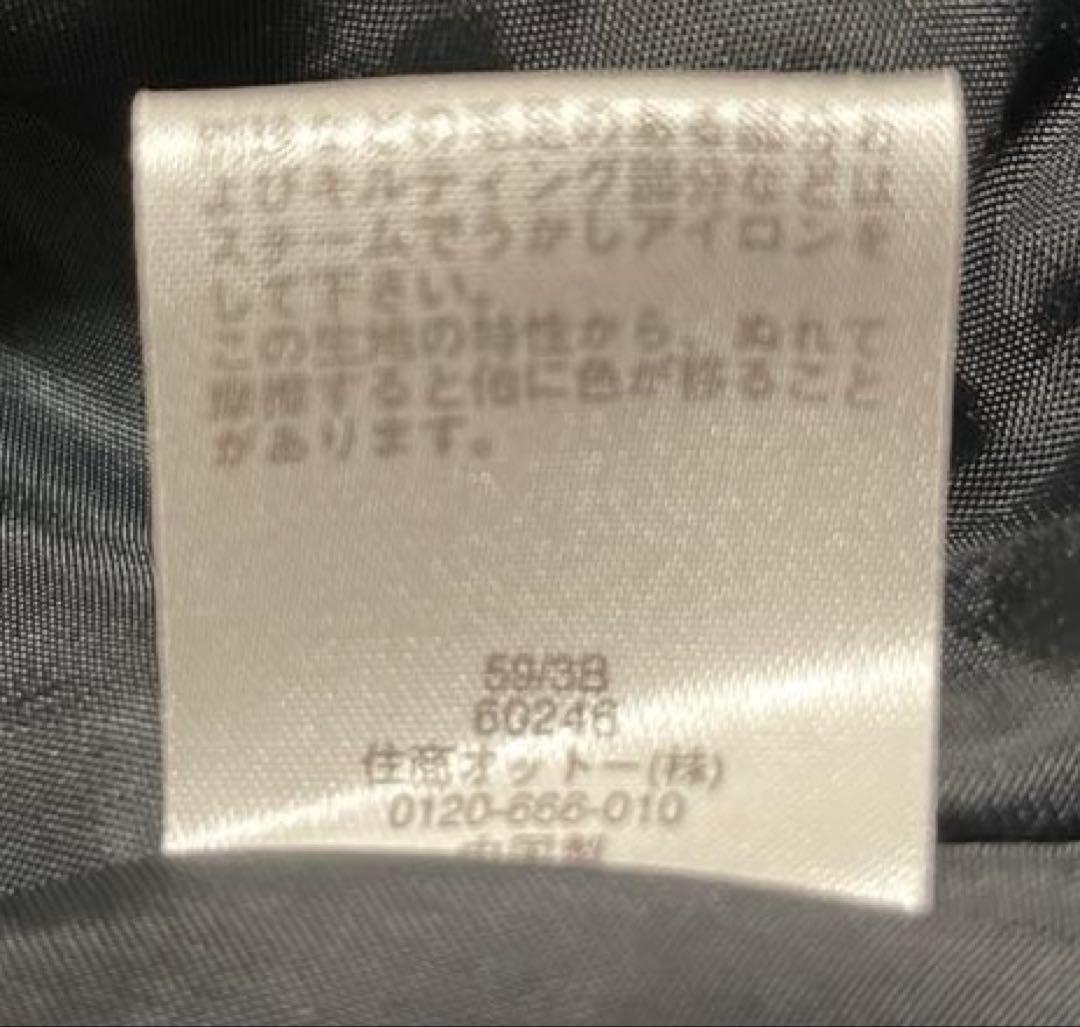 よびキルティング部分などは
スチームでうかしアイロンを
して下さい。
この生地の特性から、ぬれて
摩擦すると他に色が移ること
があります。
59/3B
60246
住商オットー(株)
0120-666-010
中国製